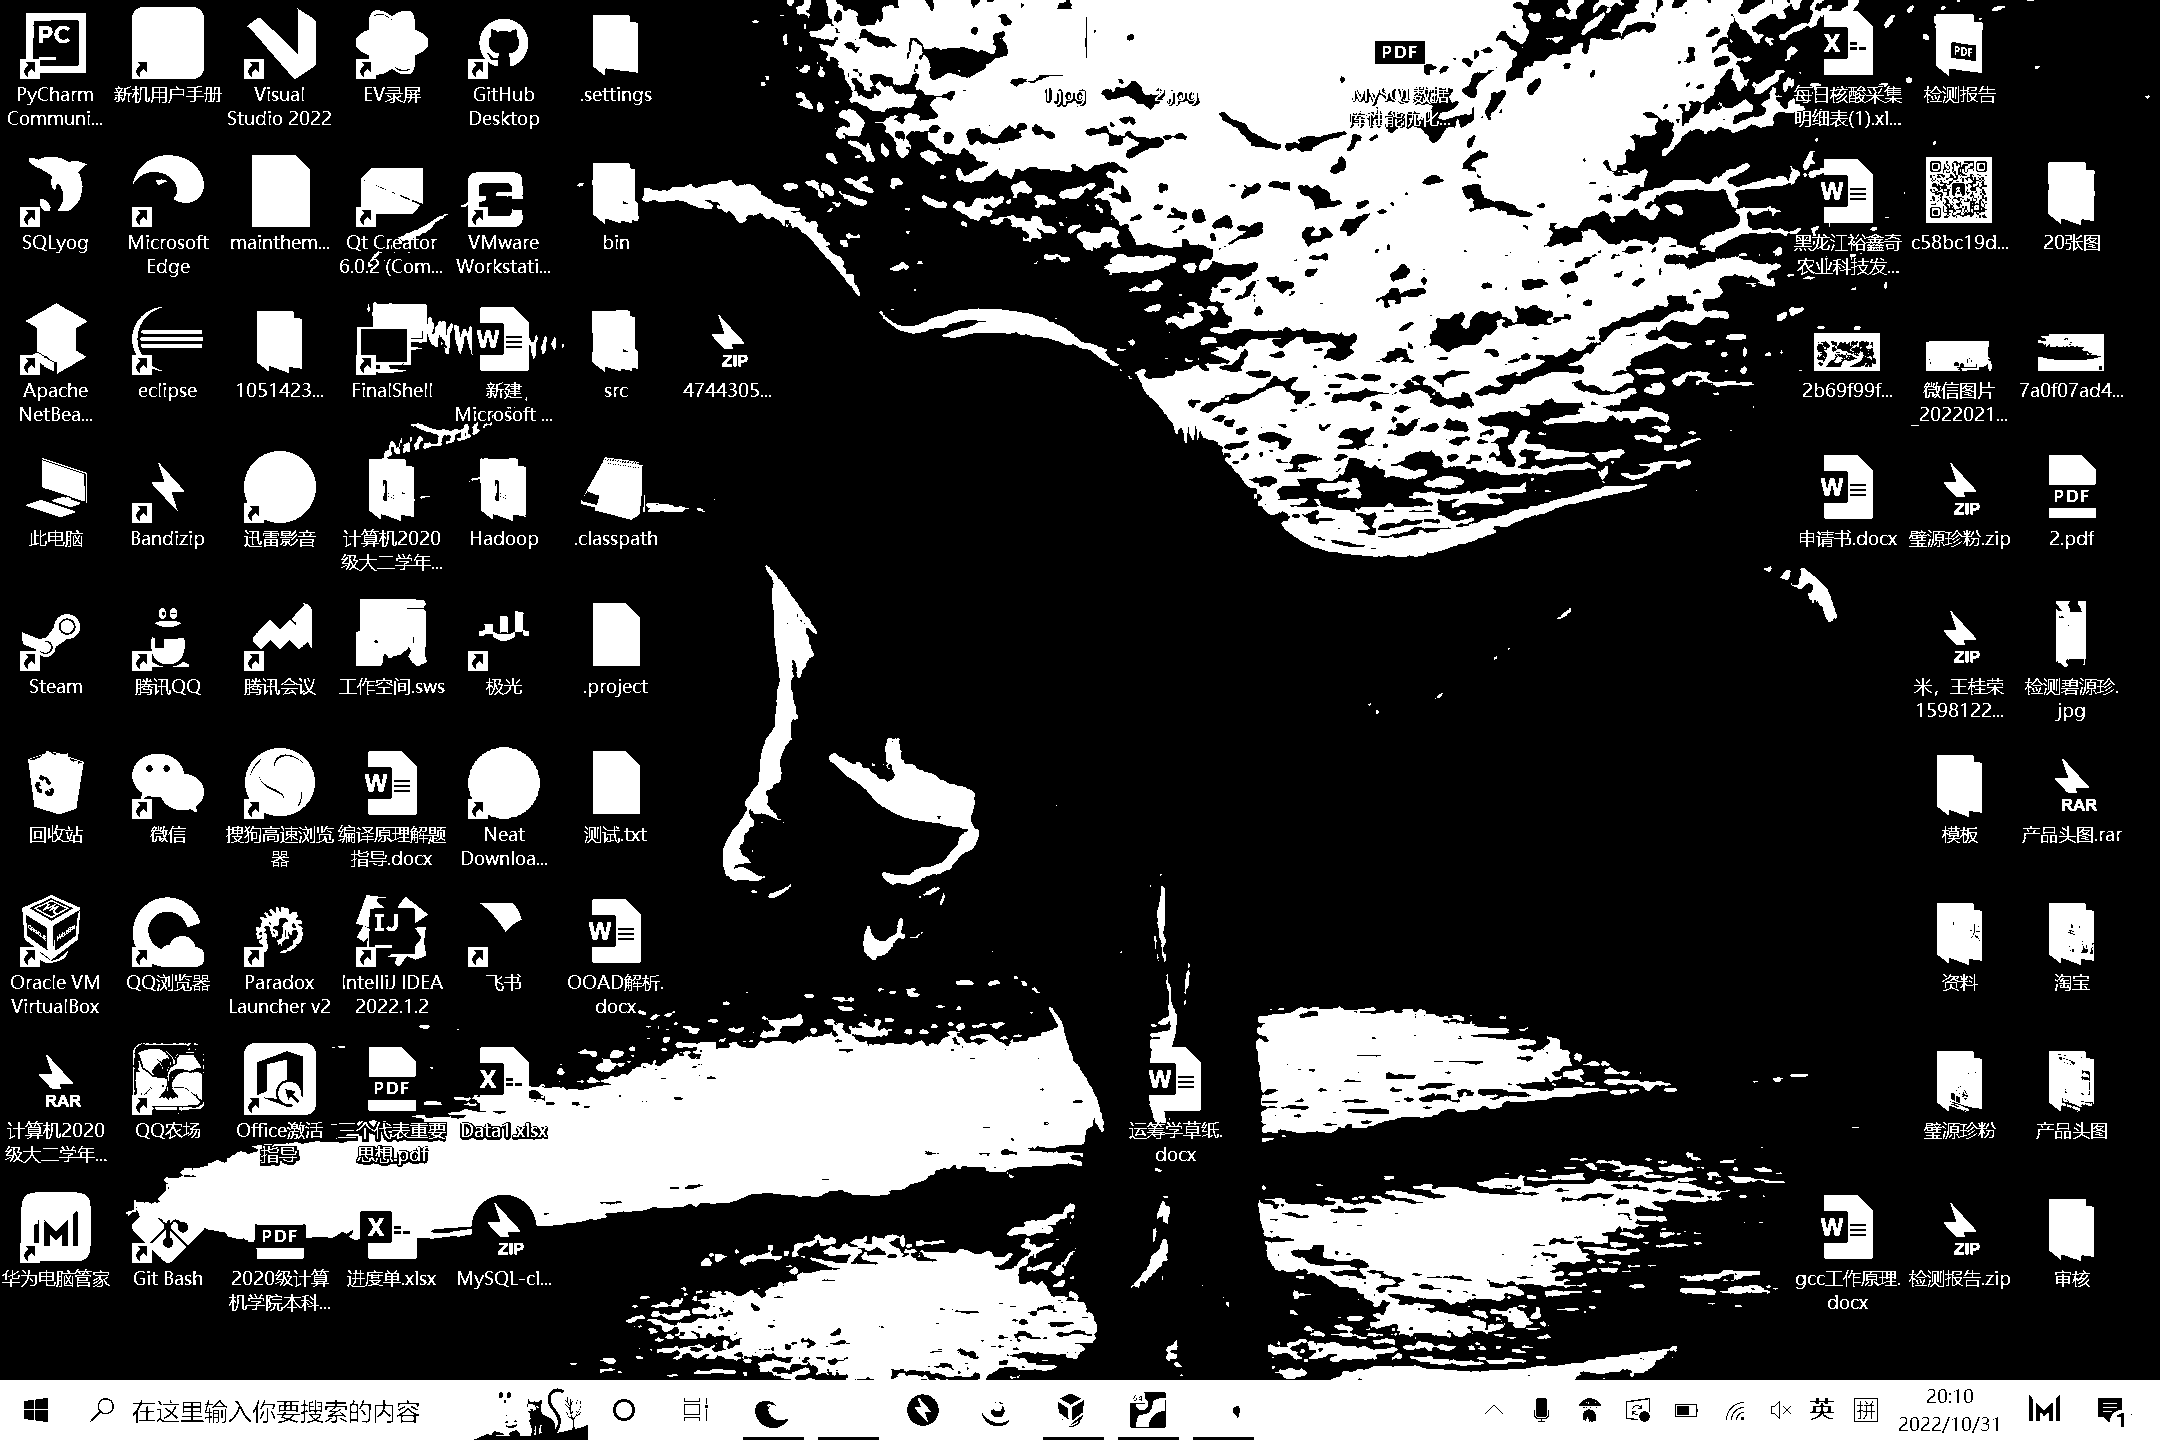 PyCharm
Communi...
新机用户手册
Visual
Studio 2022
EV录屏
GitHub
Desktop
.settings
1.jpg
2.jpg
PDF
MySQL数据
库性能优化...
每日核酸采集
明细表(1).xl...
PDF
检测报告
SQLyog
Microsoft
Edge
mainthem...
Qt Creator
6.0.2 (Com...
VMware
Workstati...
bin
黑龙江裕鑫奇
农业科技发...
c58bc19d...
20张图
Apache
NetBea...
eclipse
1051423...
FinalShell
新建
Microsoft ...
src
ZIP
4744305...
2b69f99f...
微信图片
_2022021...
7a0f07ad4...
此电脑
Bandizip
迅雷影音
计算机2020
级大二学年...
Hadoop
.classpath
申请书.docx
ZIP
璧源珍粉.zip
PDF
2.pdf
Steam
腾讯QQ
腾讯会议
工作空间.sws
极光
.project
ZIP
米，王桂荣
1598122...
检测碧源珍.
jpg
回收站
微信
搜狗高速浏览
器
编译原理解题
指导.docx
Neat
Downloa...
测试.txt
模板
RAR
产品头图.rar
Oracle VM
VirtualBox
QQ浏览器
Paradox
Launcher v2
IntelliJ IDEA
2022.1.2
飞书
OOAD解析.
docx
资料
淘宝
RAR
计算机2020
级大二学年...
QQ农场
Office激活
指导
PDF
三个代表重要
思想.pdf
Data1.xlsx
运筹学草纸.
docx
璧源珍粉
产品头图
华为电脑管家
Git Bash
PDF
2020级计算
机学院本科...
进度单.xlsx
ZIP
MySQL-cl...
gcc工作原理.
docx
ZIP
检测报告.zip
审核
在这里输入你要搜索的内容
英
拼
20:10
2022/10/31
1